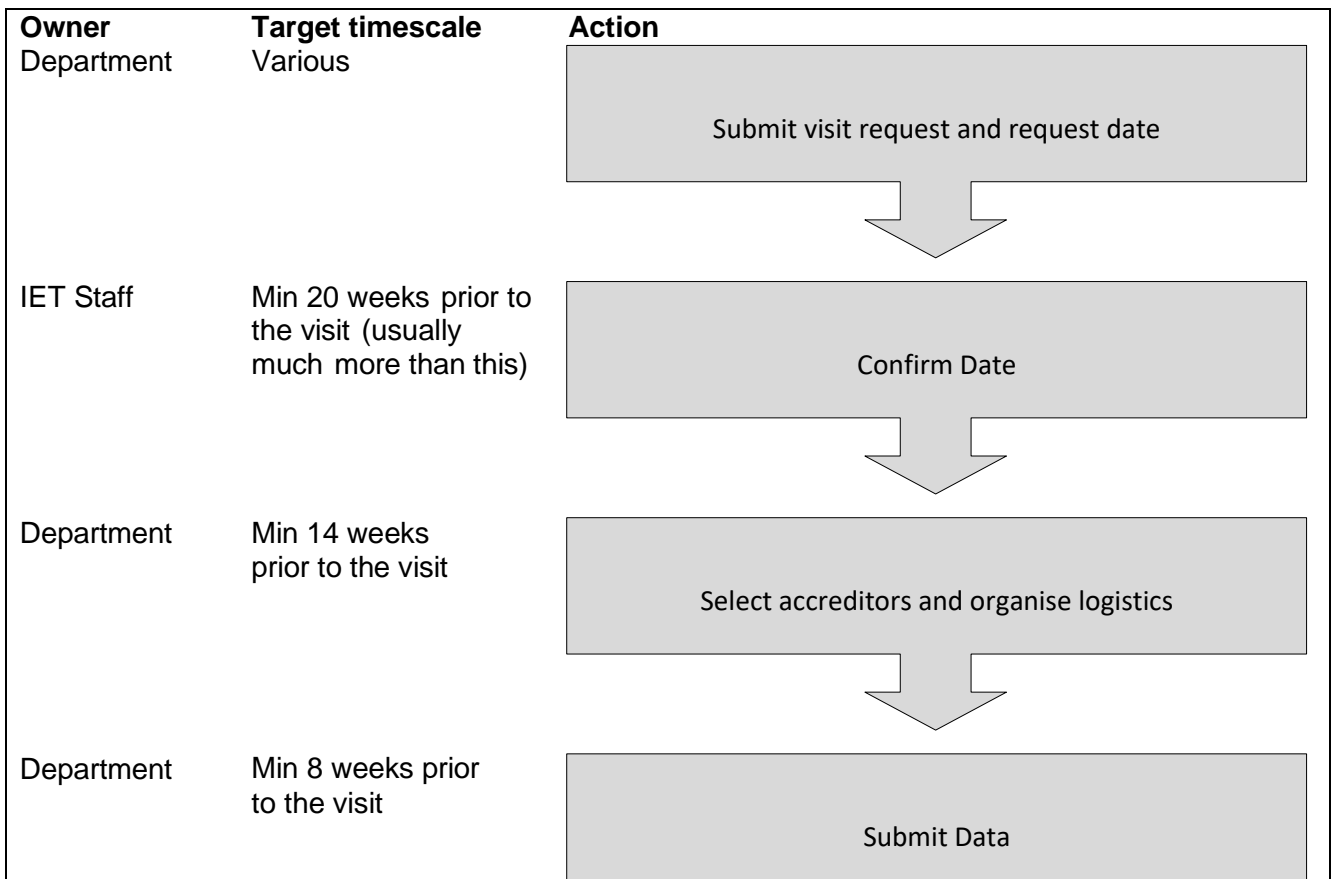 Owner Target timescale Action
Department Various
Submit visit request and request date
IET Staff Min 20 weeks prior to
the visit (usually
much more than this)
Confirm Date
Department Min 14 weeks
prior to the visit
Select accreditors and organise logistics
Department Min 8 weeks prior
to the visit
Submit Data